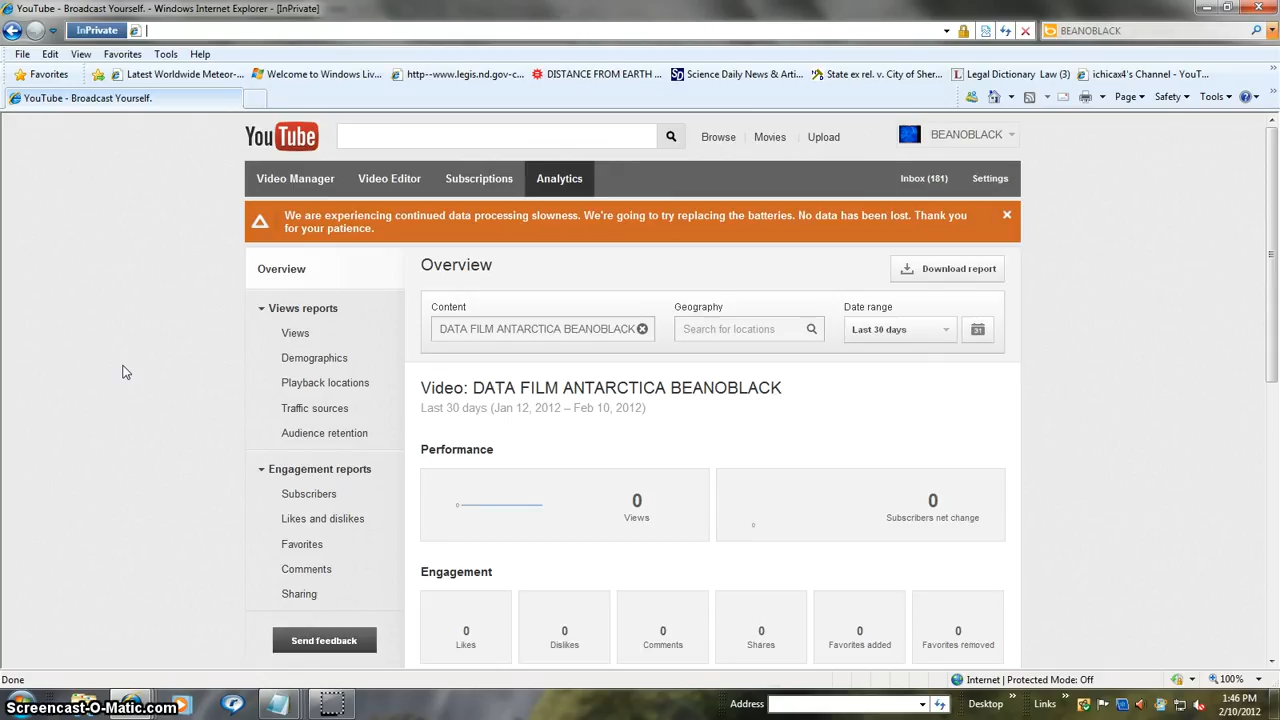 YouTube - Broadcast Yourself. - Windows Internet Explorer - [InPrivate]
InPrivate
BEANOBLACK
File Edit View Favorites Tools Help
Favorites Latest Worldwide Meteor-... Welcome to Windows Liv... http--www.legis.nd.gov-c... DISTANCE FROM EARTH ... Science Daily News & Arti... State ex rel. v. City of Sher... Legal Dictionary Law (3) ichicax4's Channel - YouT...
YouTube - Broadcast Yourself.
Page Safety Tools
YouTube Browse Movies Upload BEANOBLACK
Video Manager Video Editor Subscriptions Analytics Inbox (181) Settings
We are experiencing continued data processing slowness. We're going to try replacing the batteries. No data has been lost. Thank you
for your patience.
Overview
Views reports
Views
Demographics
Playback locations
Traffic sources
Audience retention
Engagement reports
Subscribers
Likes and dislikes
Favorites
Comments
Sharing
Send feedback
Overview Download report
Content Geography Date range
DATA FILM ANTARCTICA BEANOBLACK Search for locations Last 30 days 31
Video: DATA FILM ANTARCTICA BEANOBLACK
Last 30 days (Jan 12, 2012 – Feb 10, 2012)
Performance
0 0 0 0
Views Subscribers net change
Engagement
0 0 0 0 0 0
Likes Dislikes Comments Shares Favorites added Favorites removed
Done Internet | Protected Mode: Off 100%
Screencast-O-Matic.com Address Desktop Links 1:46 PM
2/10/2012